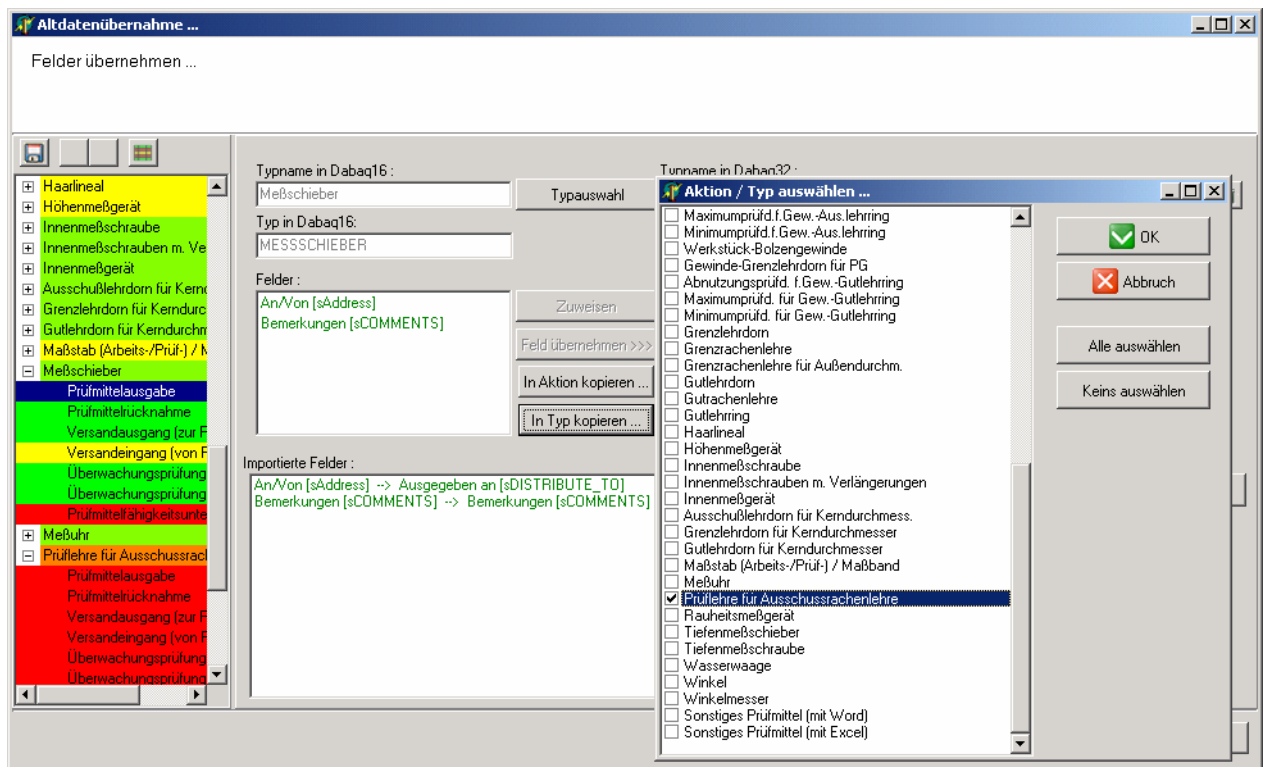 Altdatenübernahme ...
Felder übernehmen ...
Haarlineal
Höhenmeßgerät
Innenmeßschraube
Innenmeßschrauben m. Ve
Innenmeßgerät
Ausschußlehrdorn für Kernd
Grenzlehrdorn für Kerndurc
Gutlehrdorn für Kerndurchm
Maßstab (Arbeits-/Prüf-) / M
Meßschieber
Prüfmittelausgabe
Prüfmittelrücknahme
Versandausgang (zur F
Versandeingang (von F
Überwachungsprüfung
Überwachungsprüfung
Prüfmittelfähigkeitsunte
Meßuhr
Prüflehre für Ausschussracl
Prüfmittelausgabe
Prüfmittelrücknahme
Versandausgang (zur F
Versandeingang (von F
Überwachungsprüfung
Überwachungsprüfung
Typname in Dabaq16 :
Meßschieber
Typauswahl
Typ in Dabaq16:
MESSSCHIEBER
Felder :
An/Von [sAddress]
Bemerkungen [sCOMMENTS]
Zuweisen
Feld übernehmen >>>
In Aktion kopieren ...
In Typ kopieren ...
Importierte Felder :
An/Von [sAddress] --> Ausgegeben an [sDISTRIBUTE_TO]
Bemerkungen [sCOMMENTS] --> Bemerkungen [sCOMMENTS]
Typname in Dabaq32 :
Aktion / Typ auswählen ...
Maximumprüfd.f.Gew.-Aus.lehrring
Minimumprüfd.f.Gew.-Aus.lehrring
Werkstück-Bolzengewinde
Gewinde-Grenzlehrdorn für PG
Abnutzungsprüfd. f.Gew.-Gutlehrring
Maximumprüfd. für Gew.-Gutlehrring
Minimumprüfd. für Gew.-Gutlehrring
Grenzlehrdorn
Grenzrachenlehre
Grenzrachenlehre für Außendurchm.
Gutlehrdorn
Gutrachenlehre
Gutlehrring
Haarlineal
Höhenmeßgerät
Innenmeßschraube
Innenmeßschrauben m. Verlängerungen
Innenmeßgerät
Ausschußlehrdorn für Kerndurchmess.
Grenzlehrdorn für Kerndurchmesser
Gutlehrdorn für Kerndurchmesser
Maßstab (Arbeits-/Prüf-) / Maßband
Meßuhr
Prüflehre für Ausschussrachenlehre
Rauheitsmeßgerät
Tiefenmeßschieber
Tiefenmeßschraube
Wasserwaage
Winkel
Winkelmesser
Sonstiges Prüfmittel (mit Word)
Sonstiges Prüfmittel (mit Excel)
OK
Abbruch
Alle auswählen
Keins auswählen